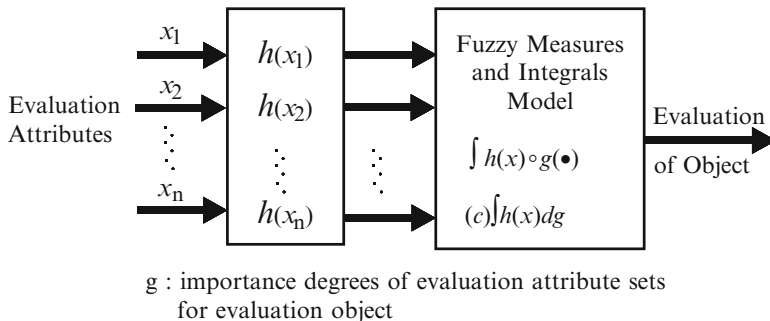 x1
x2
xn
Evaluation
Attributes
h(x1)
h(x2)
h(xn)
Fuzzy Measures
and Integrals
Model
∫ h(x)∘g(•)
(c)∫h(x)dg
Evaluation
of Object
g : importance degrees of evaluation attribute sets
for evaluation object